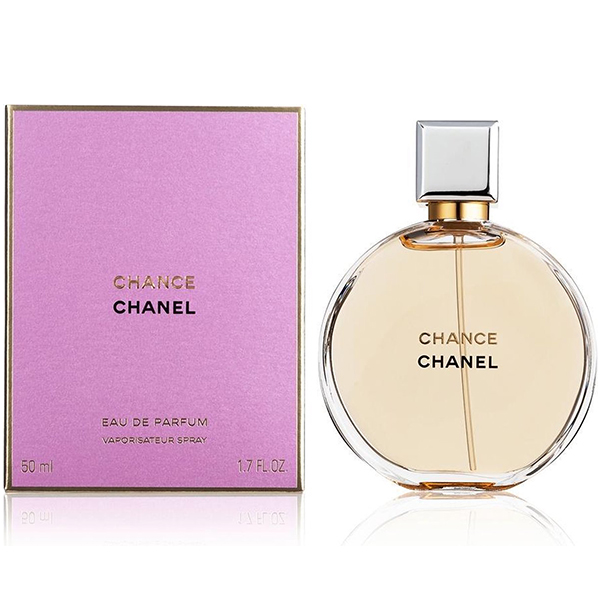 CHANCE
CHANEL
EAU DE PARFUM
VAPORISATEUR SPRAY
50 ml 1.7 FL.OZ.
CHANCE
CHANEL